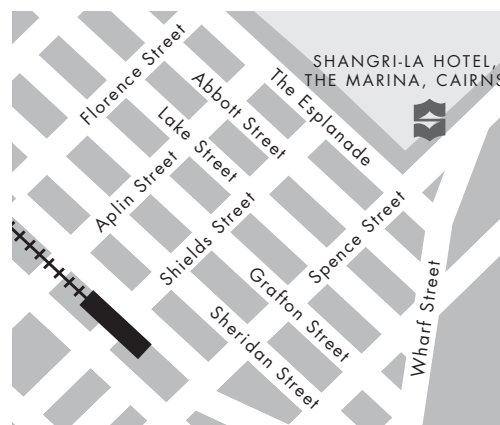 SHANGRI-LA HOTEL,
THE MARINA, CAIRNS
Florence Street
Abbott Street
The Esplanade
Lake Street
Aplin Street
Shields Street
Spence Street
Grafton Street
Sheridan Street
Wharf Street